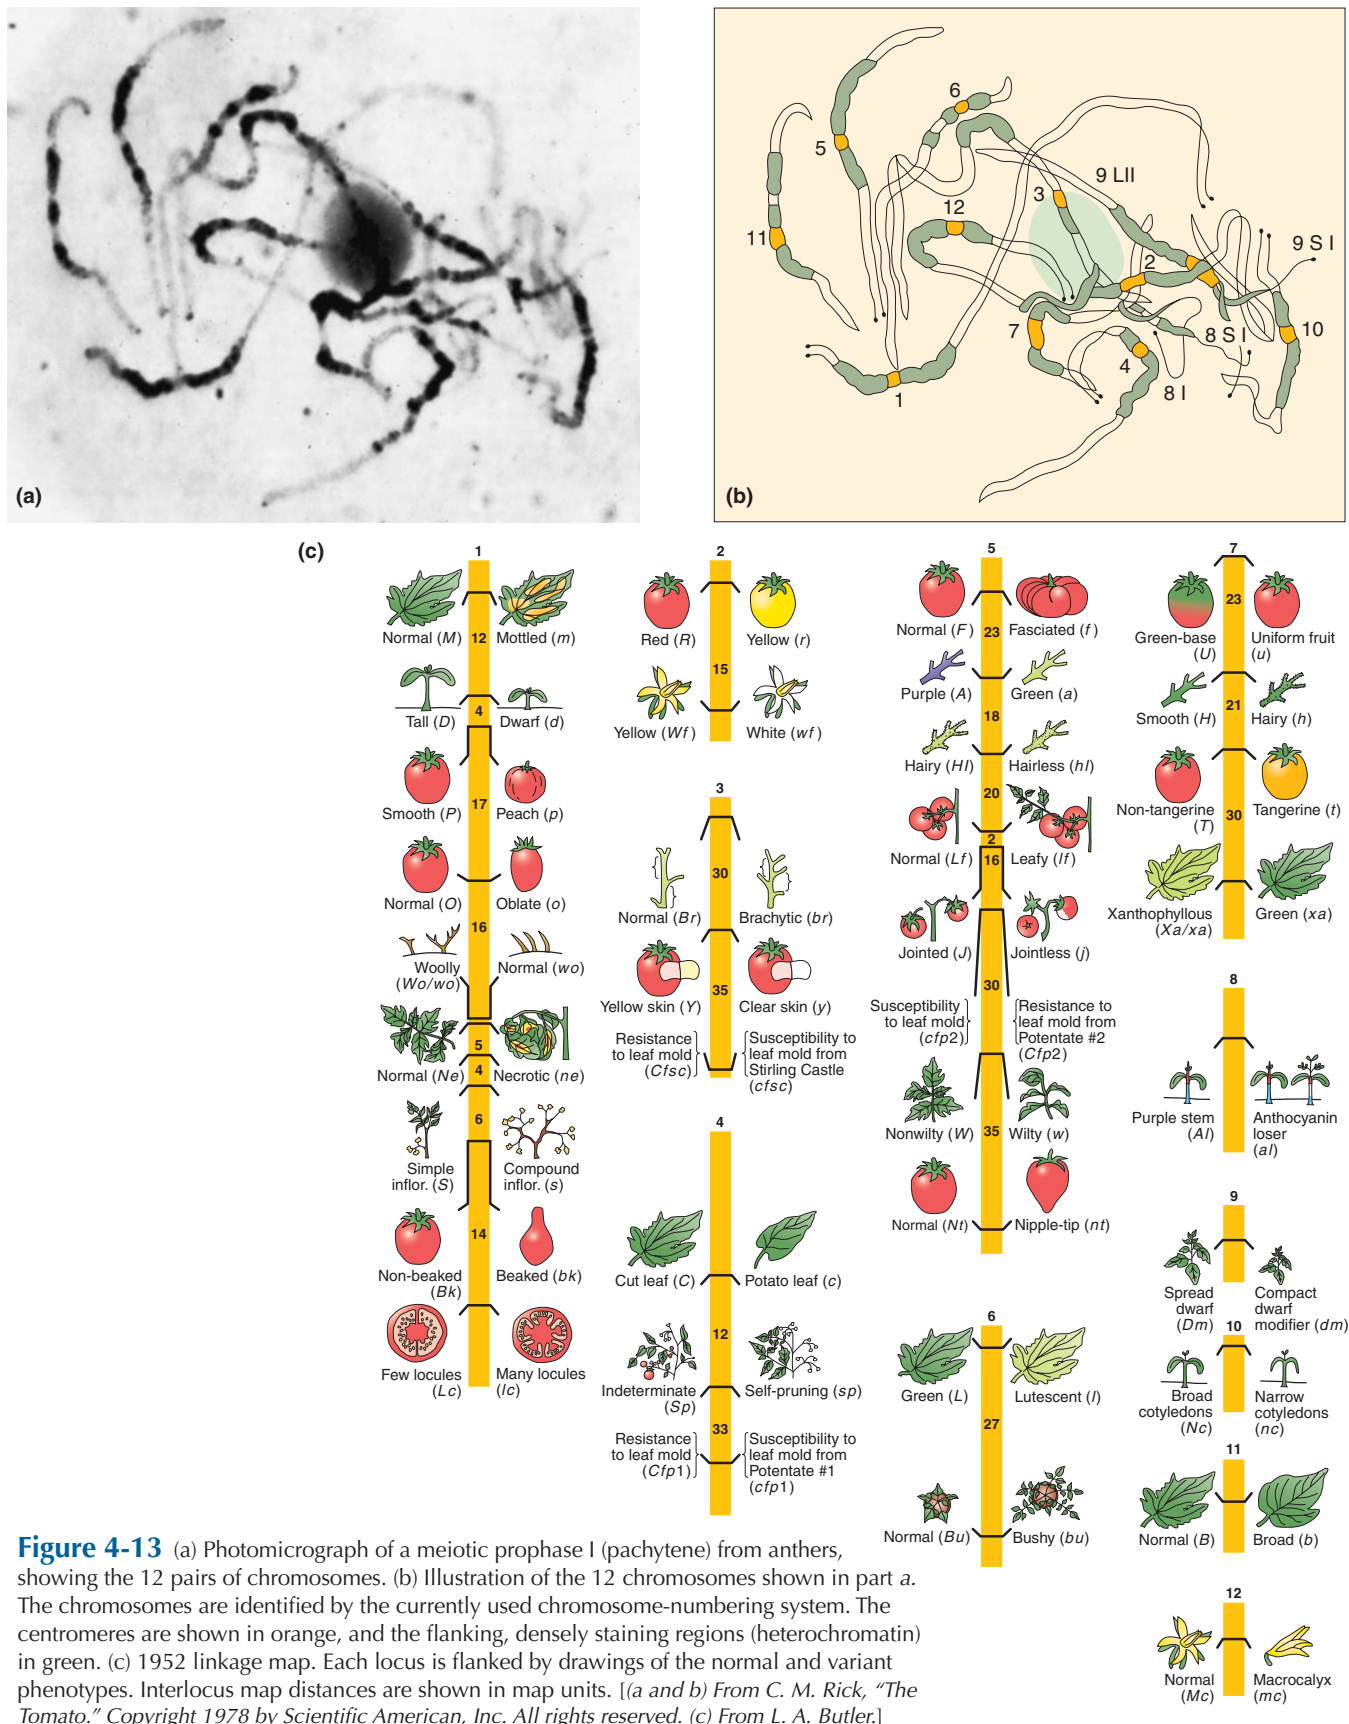 (a)
5
6
11
12
3
9 LII
2
9 S I
7
8 S I
10
4
8 I
1
(b)
(c)
1
Normal (M)
Mottled (m)
12
Tall (D)
Dwarf (d)
4
Smooth (P)
Peach (p)
17
Normal (O)
Oblate (o)
16
Woolly
(Wo/wo)
Normal (wo)
Normal (Ne)
Necrotic (ne)
5
4
6
Simple
inflor. (S)
Compound
inflor. (s)
14
Non-beaked
(Bk)
Beaked (bk)
Few locules
(Lc)
Many locules
(lc)
2
Red (R)
Yellow (r)
15
Yellow (Wf)
White (wf)
3
30
Normal (Br)
Brachytic (br)
Yellow skin (Y)
Clear skin (y)
35
Resistance
to leaf mold
(Cfsc)
Susceptibility to
leaf mold from
Stirling Castle
(cfsc)
4
Cut leaf (C)
Potato leaf (c)
12
Indeterminate
(Sp)
Self-pruning (sp)
33
Resistance
to leaf mold
(Cfp1)
Susceptibility to
leaf mold from
Potentate #1
(cfp1)
5
Normal (F)
Fasciated (f)
23
Purple (A)
Green (a)
18
Hairy (Hl)
Hairless (hl)
20
Normal (Lf)
Leafy (lf)
2
16
Jointed (J)
Jointless (j)
30
Susceptibility
to leaf mold
(cfp2)
Resistance to
leaf mold from
Potentate #2
(Cfp2)
Nonwilty (W)
Wilty (w)
35
Normal (Nt)
Nipple-tip (nt)
6
Green (L)
Lutescent (l)
27
Normal (Bu)
Bushy (bu)
7
23
Green-base
(U)
Uniform fruit
(u)
Smooth (H)
Hairy (h)
21
Non-tangerine
(T)
Tangerine (t)
30
Xanthophyllous
(Xa/xa)
Green (xa)
8
Purple stem
(Al)
Anthocyanin
loser
(al)
9
Spread
dwarf
(Dm)
Compact
dwarf
modifier (dm)
10
Broad
cotyledons
(Nc)
Narrow
cotyledons
(nc)
11
Normal (B)
Broad (b)
12
Normal
(Mc)
Macrocalyx
(mc)
Figure 4-13 (a) Photomicrograph of a meiotic prophase I (pachytene) from anthers,
showing the 12 pairs of chromosomes. (b) Illustration of the 12 chromosomes shown in part a.
The chromosomes are identified by the currently used chromosome-numbering system. The
centromeres are shown in orange, and the flanking, densely staining regions (heterochromatin)
in green. (c) 1952 linkage map. Each locus is flanked by drawings of the normal and variant
phenotypes. Interlocus map distances are shown in map units. [(a and b) From C. M. Rick, “The
Tomato.” Copyright 1978 by Scientific American, Inc. All rights reserved. (c) From L. A. Butler.]